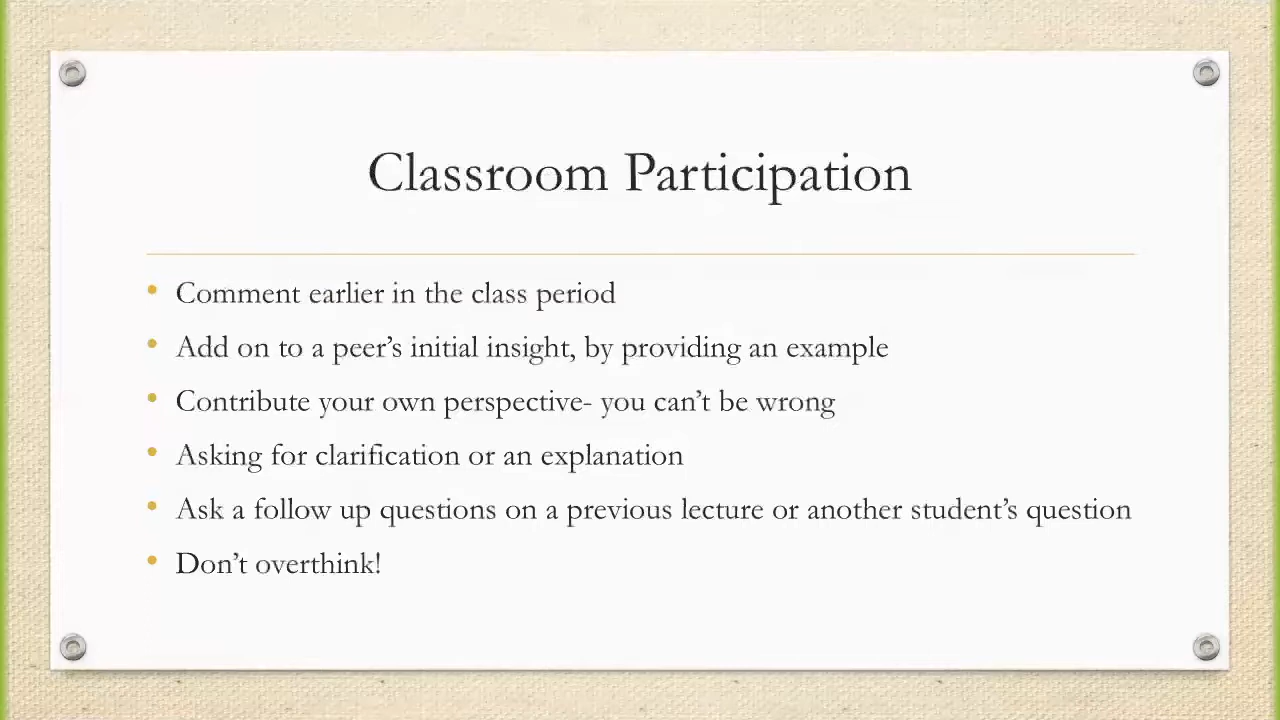 Classroom Participation
• Comment earlier in the class period
• Add on to a peer’s initial insight, by providing an example
• Contribute your own perspective- you can’t be wrong
• Asking for clarification or an explanation
• Ask a follow up questions on a previous lecture or another student’s question
• Don’t overthink!